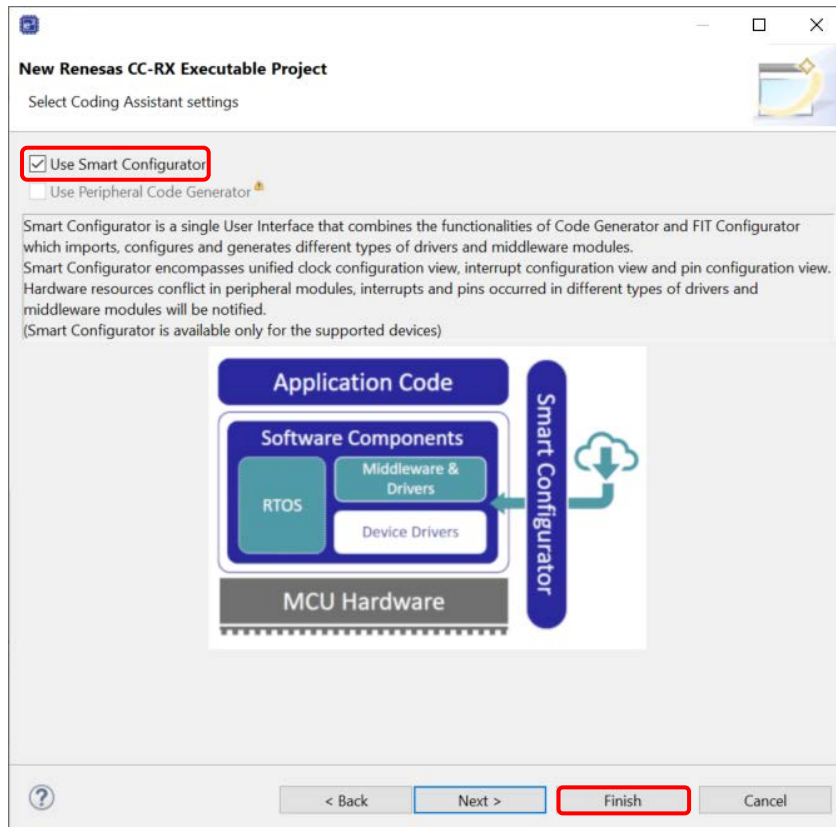 New Renesas CC-RX Executable Project
Select Coding Assistant settings
Use Smart Configurator
Use Peripheral Code Generator
Smart Configurator is a single User Interface that combines the functionalities of Code Generator and FIT Configurator
which imports, configures and generates different types of drivers and middleware modules.
Smart Configurator encompasses unified clock configuration view, interrupt configuration view and pin configuration view.
Hardware resources conflict in peripheral modules, interrupts and pins occurred in different types of drivers and
middleware modules will be notified.
(Smart Configurator is available only for the supported devices)
Application Code
Software Components
RTOS
Middleware &
Drivers
Device Drivers
MCU Hardware
Smart Configurator
?
< Back
Next >
Finish
Cancel